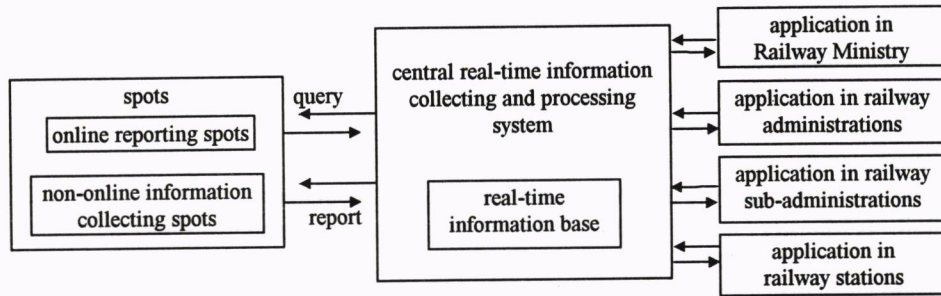 spots
online reporting spots
non-online information
collecting spots
query
report
central real-time information
collecting and processing
system
real-time
information base
application in
Railway Ministry
application in railway
administrations
application in railway
sub-administrations
application in
railway stations